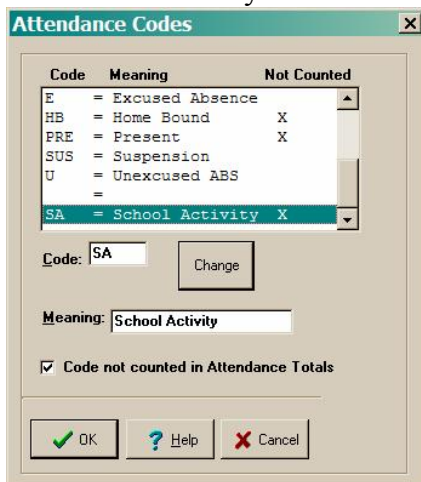 Attendance Codes
Code Meaning Not Counted
E = Excused Absence
HB = Home Bound X
PRE = Present X
SUS = Suspension
U = Unexcused ABS
=
SA = School Activity X
Code: SA
Change
Meaning: School Activity
Code not counted in Attendance Totals
OK Help Cancel